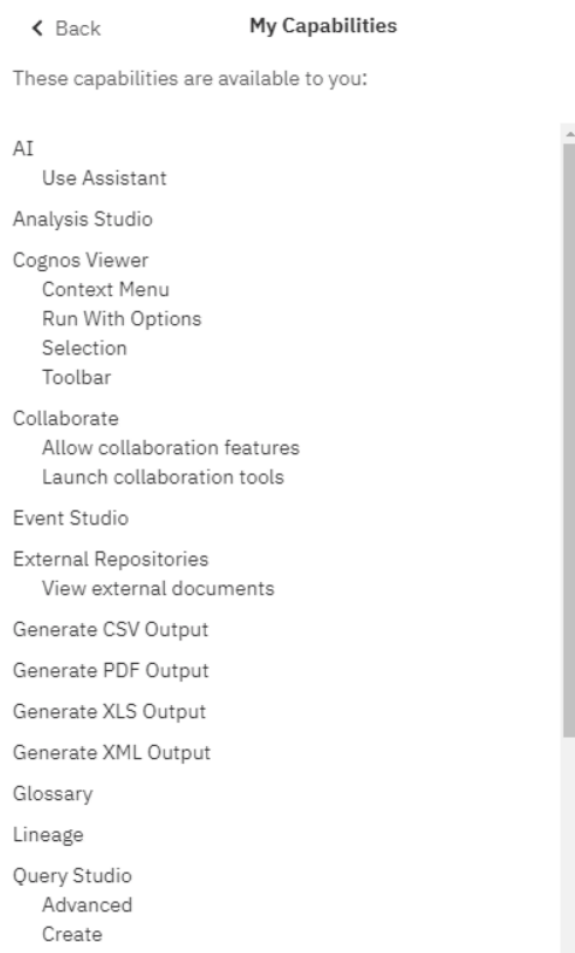 Back
My Capabilities
These capabilities are available to you:
AI
Use Assistant
Analysis Studio
Cognos Viewer
Context Menu
Run With Options
Selection
Toolbar
Collaborate
Allow collaboration features
Launch collaboration tools
Event Studio
External Repositories
View external documents
Generate CSV Output
Generate PDF Output
Generate XLS Output
Generate XML Output
Glossary
Lineage
Query Studio
Advanced
Create